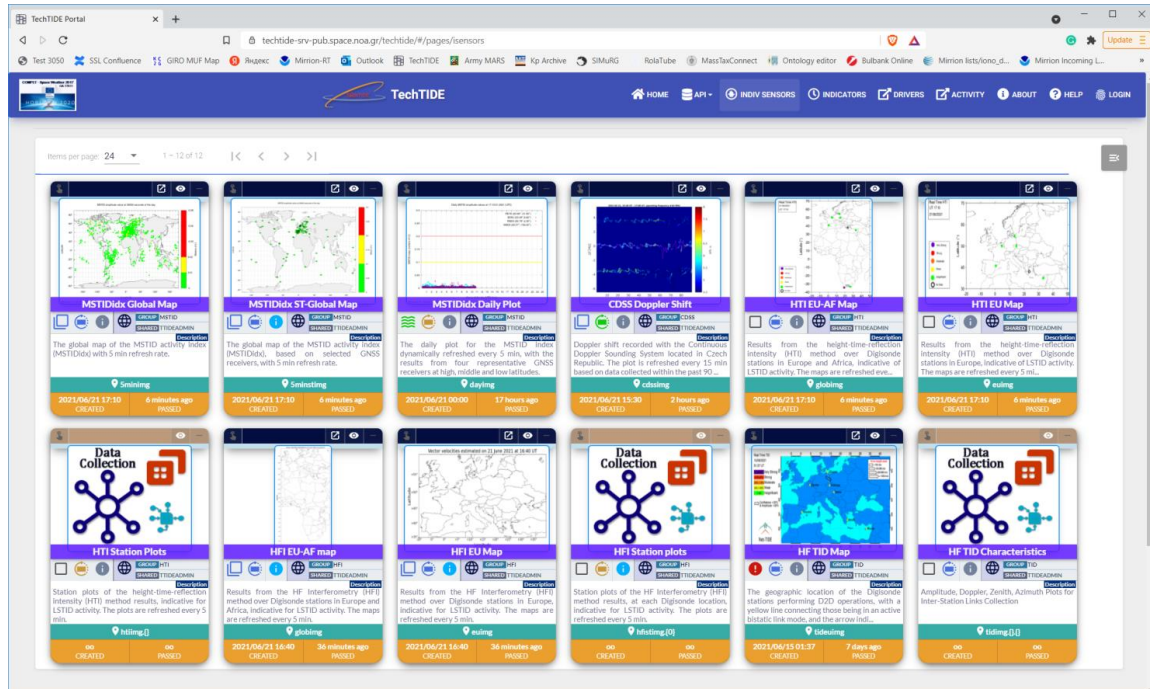 TechTIDE Portal
techtide-srv-pub.space.noa.gr/techtide/#/pages/isensors
Update
Test 3050 SSL Confluence GIRO MUF Map Яндекс Mirrion-RT Outlook TechTIDE Army MARS Kp Archive SIMuRG RolaTube MassTaxConnect Ontology editor Bulbank Online Mirrion lists/iono_d... Mirrion Incoming L...
TechTIDE
HOME API INDIV SENSORS INDICATORS DRIVERS ACTIVITY ABOUT HELP LOGIN
Items per page 24 1 – 12 of 12
MSTIDidx Global Map
GROUP MSTID
SHARED TTIDEADMIN
Description
The global map of the MSTID activity index (MSTIDidx) with 5 min refresh rate.
5minimg
2021/06/21 17:10 6 minutes ago
CREATED PASSED
MSTIDidx ST-Global Map
GROUP MSTID
SHARED TTIDEADMIN
Description
The global map of the MSTID activity index (MSTIDidx), based on selected GNSS receivers, with 5 min refresh rate.
5minstimg
2021/06/21 17:10 6 minutes ago
CREATED PASSED
MSTIDidx Daily Plot
GROUP MSTID
SHARED TTIDEADMIN
Description
The daily plot for the MSTID index dynamically refreshed every 5 min, with the results from four representative GNSS receivers at high, middle and low latitudes.
dayimg
2021/06/21 00:00 17 hours ago
CREATED PASSED
CDSS Doppler Shift
GROUP CDSS
SHARED TTIDEADMIN
Description
Doppler shift recorded with the Continuous Doppler Sounding System located in Czech Republic. The plot is refreshed every 15 min based on data collected within the past 90 ...
cdssimg
2021/06/21 15:30 2 hours ago
CREATED PASSED
HTI EU-AF Map
GROUP HTI
SHARED TTIDEADMIN
Description
Results from the height-time-reflection intensity (HTI) method over Digisonde stations in Europe and Africa, indicative of LSTID activity. The maps are refreshed eve...
globimg
2021/06/21 17:10 6 minutes ago
CREATED PASSED
HTI EU Map
GROUP HTI
SHARED TTIDEADMIN
Description
Results from the height-time-reflection intensity (HTI) method over Digisonde stations in Europe, indicative of LSTID activity. The maps are refreshed every 5 mi...
euimg
2021/06/21 17:10 6 minutes ago
CREATED PASSED
Data
Collection
HTI Station Plots
GROUP HTI
SHARED TTIDEADMIN
Description
Station plots of the height-time-reflection intensity (HTI) method results, indicative for LSTID activity. The plots are refreshed every 5 min.
∞ ∞
CREATED PASSED
HFI EU-AF map
GROUP HFI
SHARED TTIDEADMIN
Description
Results from the HF Interferometry (HFI) method over Digisonde stations in Europe and Africa, indicative for LSTID activity. The maps are refreshed every 5 min.
globimg
2021/06/21 16:40 36 minutes ago
CREATED PASSED
Vector velocities estimated on 21 June 2021 at 16:40 UT
HFI EU Map
GROUP HFI
SHARED TTIDEADMIN
Description
Results from the HF Interferometry (HFI) method over Digisonde stations in Europe, indicative for LSTID activity. The maps are refreshed every 5 min.
euimg
2021/06/21 16:40 36 minutes ago
CREATED PASSED
Data
Collection
HFI Station plots
GROUP HFI
SHARED TTIDEADMIN
Description
Station plots of the HF Interferometry (HFI) method results, at each Digisonde location, indicative for LSTID activity. The plots are refreshed every 5 min.
hfistimg.{0}
∞ ∞
CREATED PASSED
HF TID Map
GROUP TID
SHARED TTIDEADMIN
Description
The geographic location of the Digisonde stations performing D2D operations, with a yellow line connecting those being in an active bistatic link mode, and the arrow indi...
tideuimg
2021/06/15 01:37 7 days ago
CREATED PASSED
Data
Collection
HF TID Characteristics
GROUP TID
SHARED TTIDEADMIN
Description
Amplitude, Doppler, Zenith, Azimuth Plots for Inter-Station Links Collection
tidimg.{}.{}
∞ ∞
CREATED PASSED